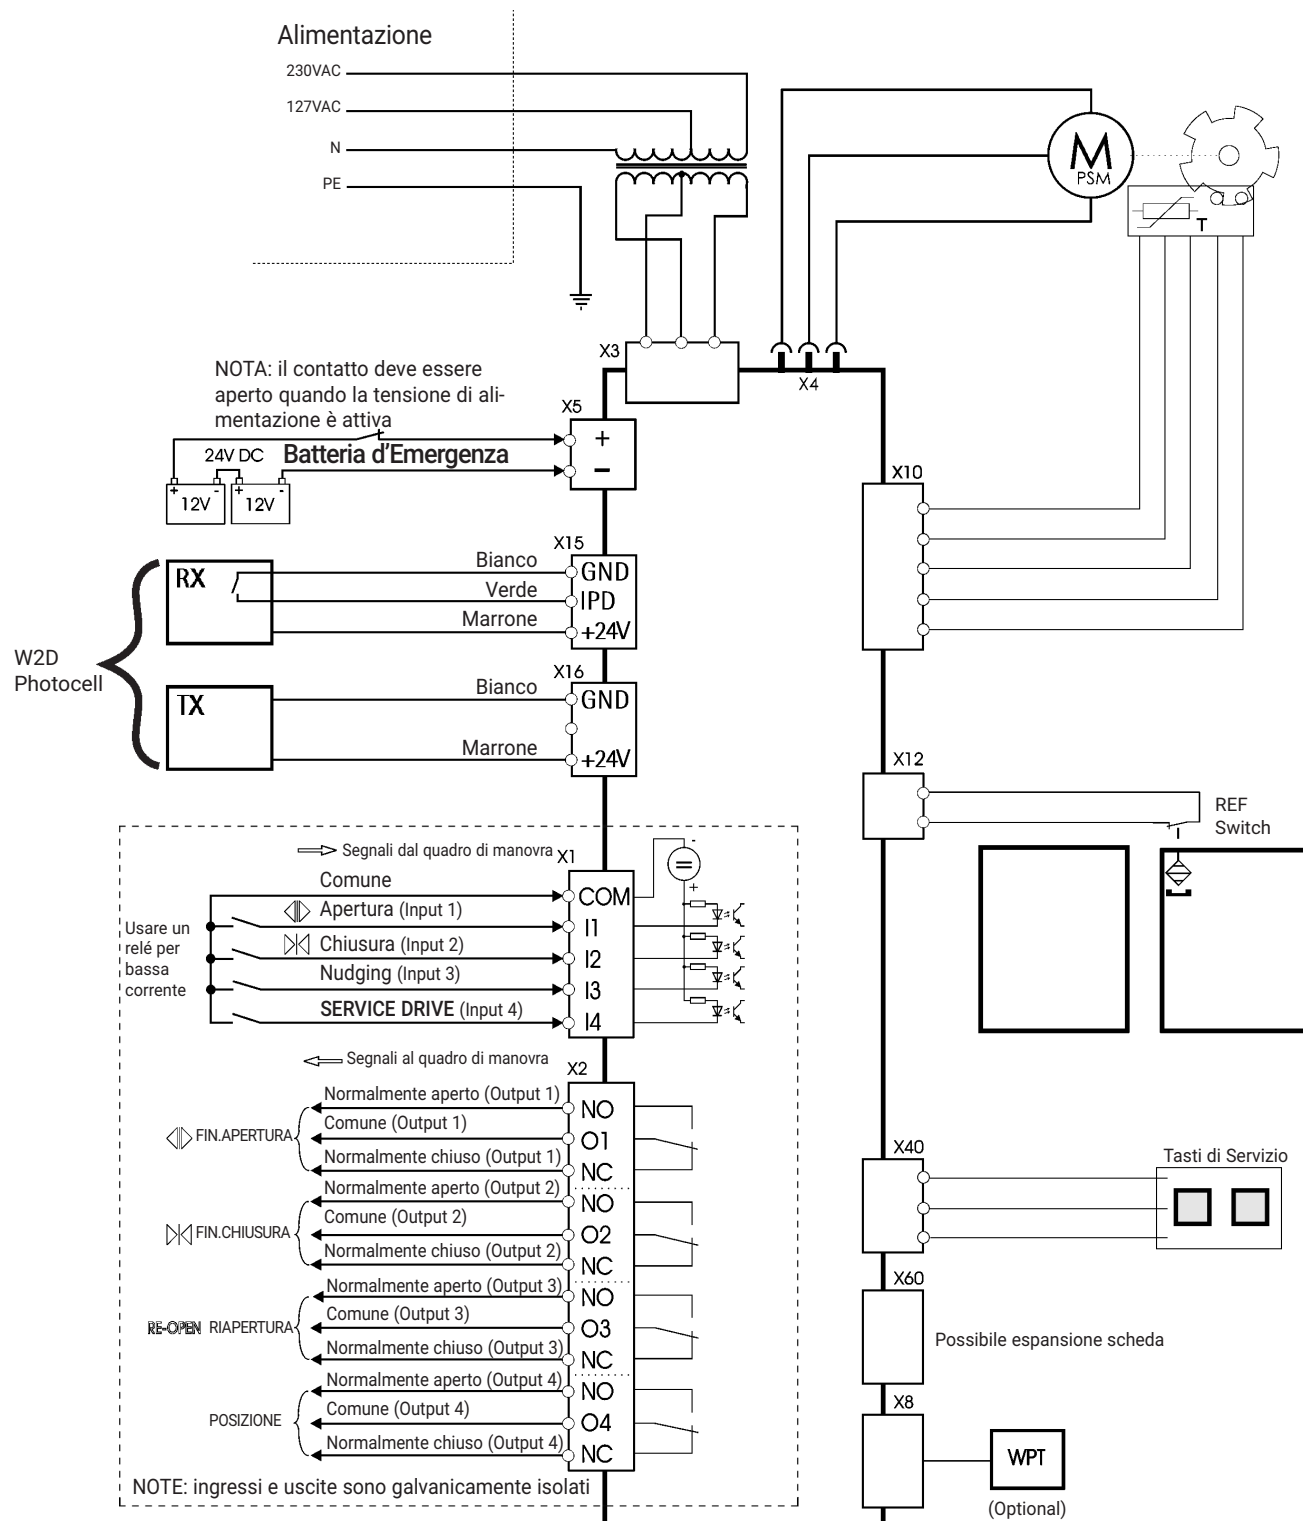 Alimentazione
230VAC
127VAC
N
PE
M
PSM
T
X3
X4
NOTA: il contatto deve essere
aperto quando la tensione di ali-
mentazione è attiva
X5
+
−
24V DC
Batteria d'Emergenza
+ - + -
12V 12V
X10
X15
RX
Bianco
GND
Verde
IPD
Marrone
+24V
W2D
Photocell
X16
TX
Bianco
GND
Marrone
+24V
X12
REF
Switch
Segnali dal quadro di manovra
X1
-
=
+
Comune
COM
Apertura (Input 1)
I1
Usare un
relé per
bassa
corrente
Chiusura (Input 2)
I2
Nudging (Input 3)
I3
SERVICE DRIVE (Input 4)
I4
Segnali al quadro di manovra
X2
Normalmente aperto (Output 1)
NO
FIN.APERTURA
Comune (Output 1)
O1
Normalmente chiuso (Output 1)
NC
Normalmente aperto (Output 2)
NO
FIN.CHIUSURA
Comune (Output 2)
O2
Normalmente chiuso (Output 2)
NC
Normalmente aperto (Output 3)
NO
RE-OPEN RIAPERTURA
Comune (Output 3)
O3
Normalmente chiuso (Output 3)
NC
Normalmente aperto (Output 4)
NO
POSIZIONE
Comune (Output 4)
O4
Normalmente chiuso (Output 4)
NC
NOTE: ingressi e uscite sono galvanicamente isolati
X40
Tasti di Servizio
X60
Possibile espansione scheda
X8
WPT
(Optional)